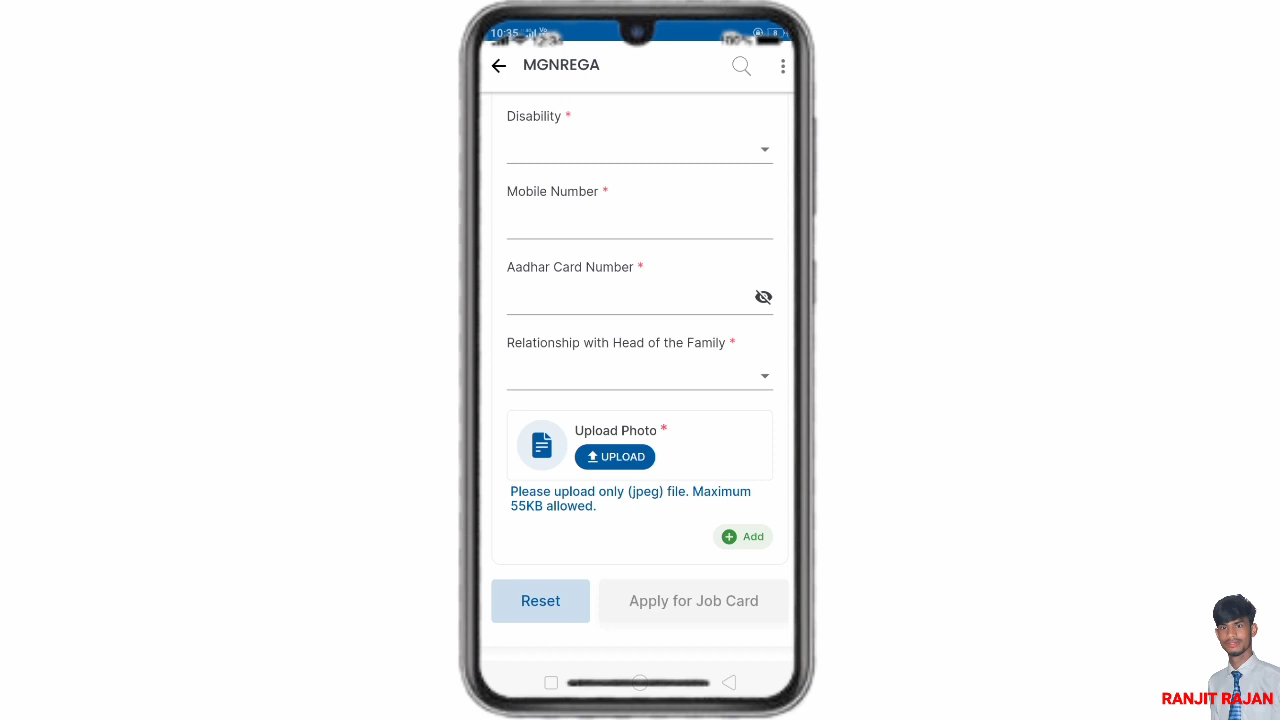 10:35
100%
MGNREGA
Disability *
Mobile Number *
Aadhar Card Number *
Relationship with Head of the Family *
Upload Photo *
UPLOAD
Please upload only (jpeg) file. Maximum
55KB allowed.
Add
Reset
Apply for Job Card
RANJIT RAJAN